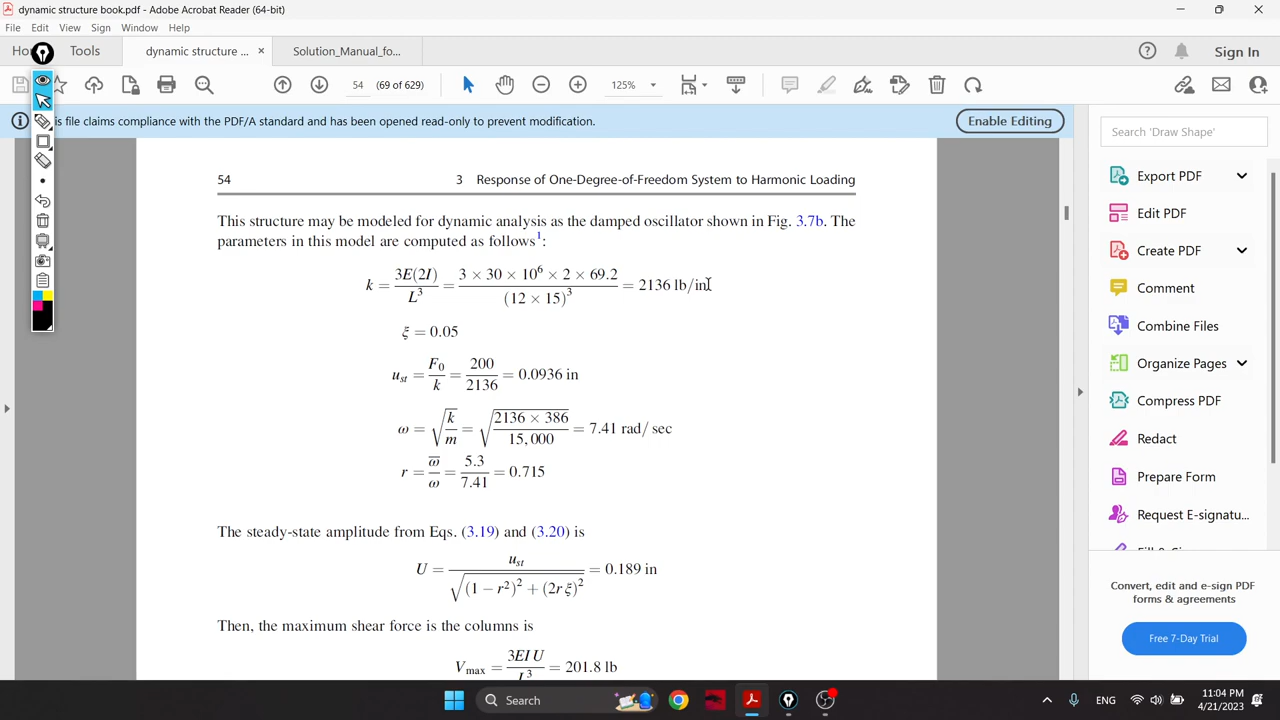 dynamic structure book.pdf - Adobe Acrobat Reader (64-bit)
File Edit View Sign Window Help
Ho Tools dynamic structure ... × Solution_Manual_fo... Sign In
54 (69 of 629) 125%
is file claims compliance with the PDF/A standard and has been opened read-only to prevent modification. Enable Editing
Search 'Draw Shape'
Export PDF
Edit PDF
Create PDF
Comment
Combine Files
Organize Pages
Compress PDF
Redact
Prepare Form
Request E-signatu...
Convert, edit and e-sign PDF
forms & agreements
Free 7-Day Trial
54 3 Response of One-Degree-of-Freedom System to Harmonic Loading
This structure may be modeled for dynamic analysis as the damped oscillator shown in Fig. 3.7b. The
parameters in this model are computed as follows¹:
k = 3E(2I)/L³ = (3 × 30 × 10⁶ × 2 × 69.2)/(12 × 15)³ = 2136 lb/in
ξ = 0.05
u_st = F₀/k = 200/2136 = 0.0936 in
ω = √(k/m) = √((2136 × 386)/15,000) = 7.41 rad/sec
r = ω̅/ω = 5.3/7.41 = 0.715
The steady-state amplitude from Eqs. (3.19) and (3.20) is
U = u_st/√((1 − r²)² + (2r ξ)²) = 0.189 in
Then, the maximum shear force is the columns is
V_max = 3EI U/L³ = 201.8 lb
Search ENG 11:04 PM
4/21/2023